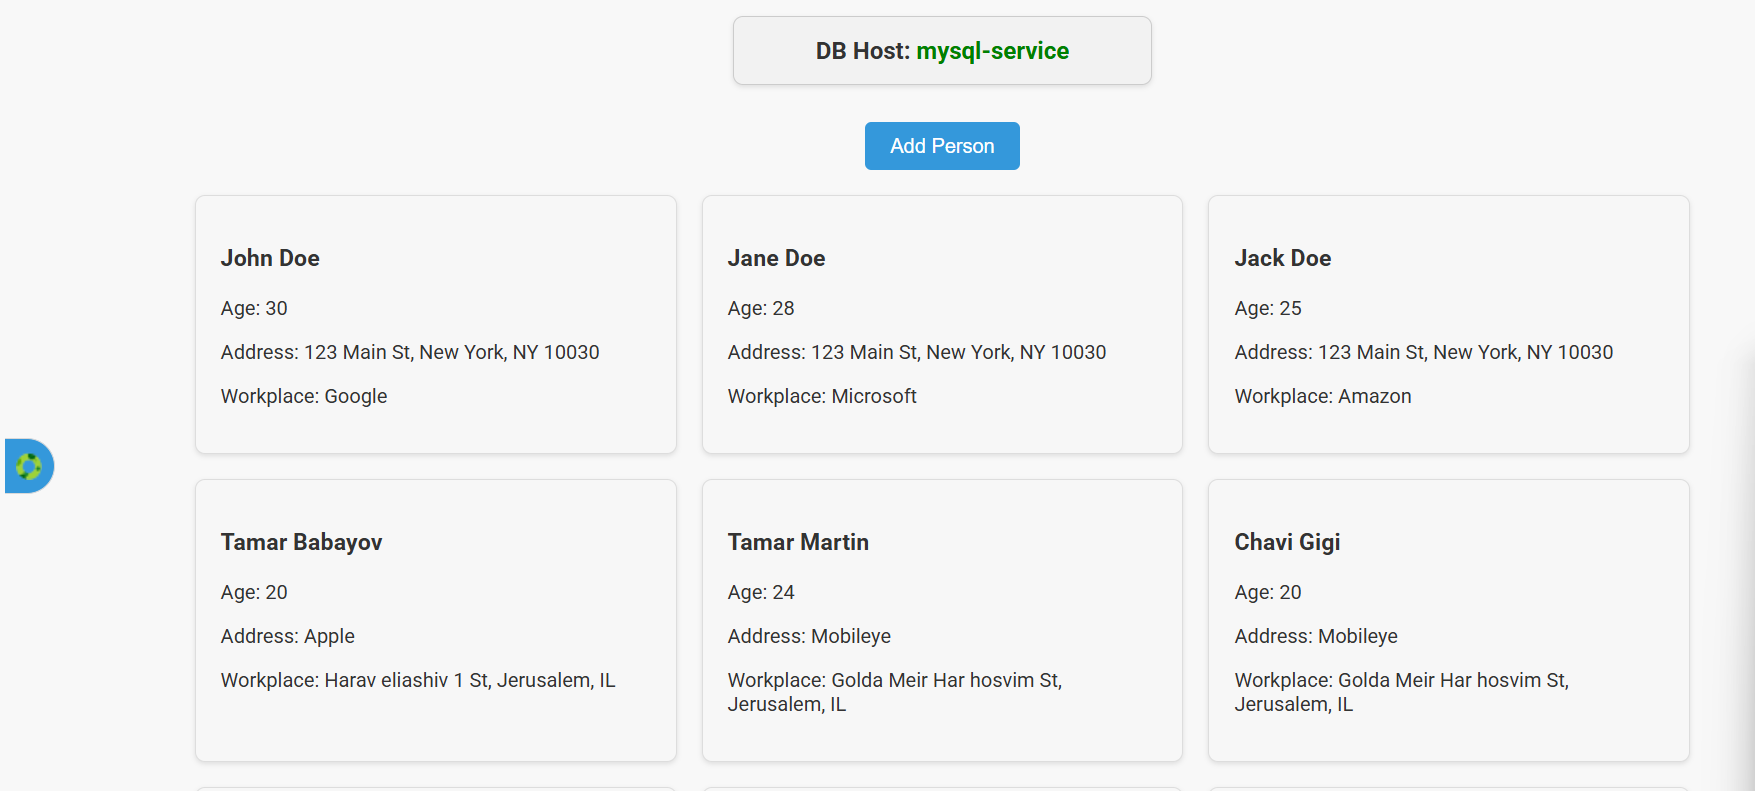 DB Host: mysql-service
Add Person
John Doe
Age: 30
Address: 123 Main St, New York, NY 10030
Workplace: Google
Jane Doe
Age: 28
Address: 123 Main St, New York, NY 10030
Workplace: Microsoft
Jack Doe
Age: 25
Address: 123 Main St, New York, NY 10030
Workplace: Amazon
Tamar Babayov
Age: 20
Address: Apple
Workplace: Harav eliashiv 1 St, Jerusalem, IL
Tamar Martin
Age: 24
Address: Mobileye
Workplace: Golda Meir Har hosvim St,
Jerusalem, IL
Chavi Gigi
Age: 20
Address: Mobileye
Workplace: Golda Meir Har hosvim St,
Jerusalem, IL